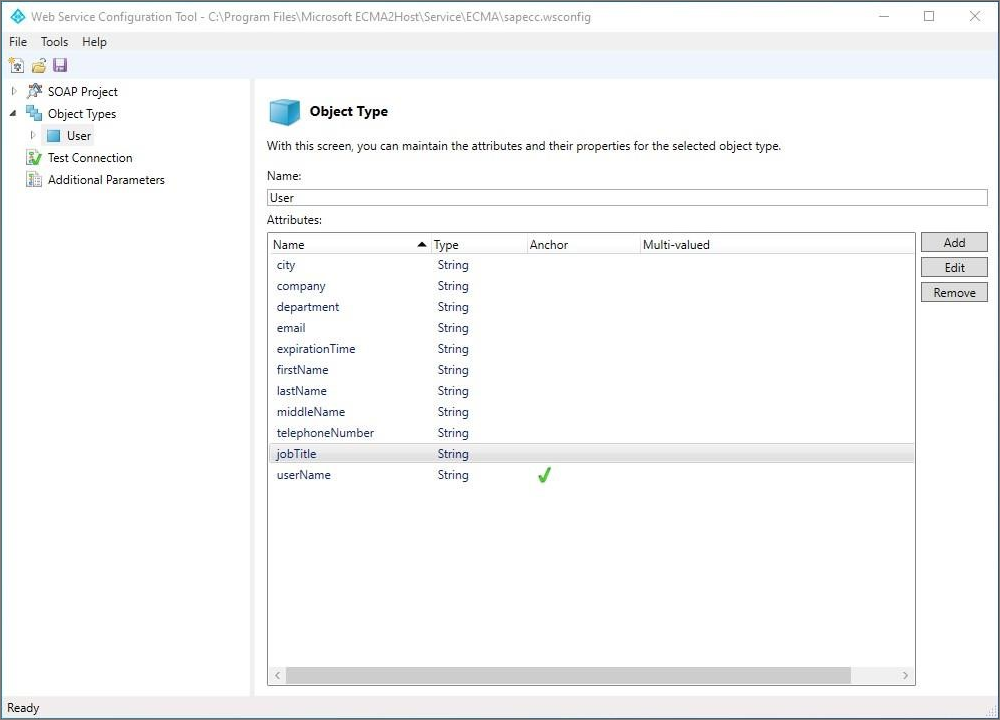 Web Service Configuration Tool - C:\Program Files\Microsoft ECMA2Host\Service\ECMA\sapecc.wsconfig
File Tools Help
SOAP Project
Object Types
User
Test Connection
Additional Parameters
Object Type
With this screen, you can maintain the attributes and their properties for the selected object type.
Name:
User
Attributes:
Name Type Anchor Multi-valued
city String
company String
department String
email String
expirationTime String
firstName String
lastName String
middleName String
telephoneNumber String
jobTitle String
userName String
Add
Edit
Remove
Ready